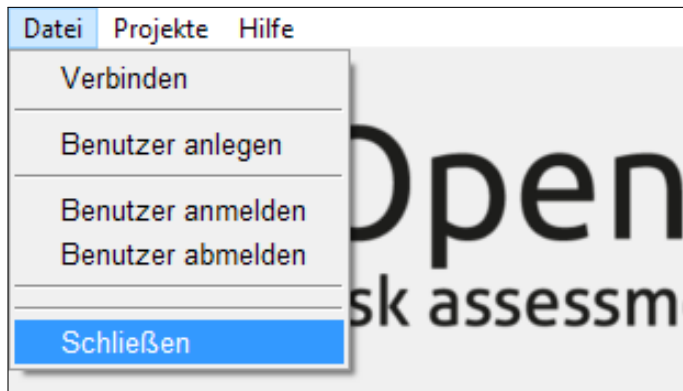 Datei Projekte Hilfe
Verbinden
Benutzer anlegen
Benutzer anmelden
Benutzer abmelden
Schließen
Open
sk assessm